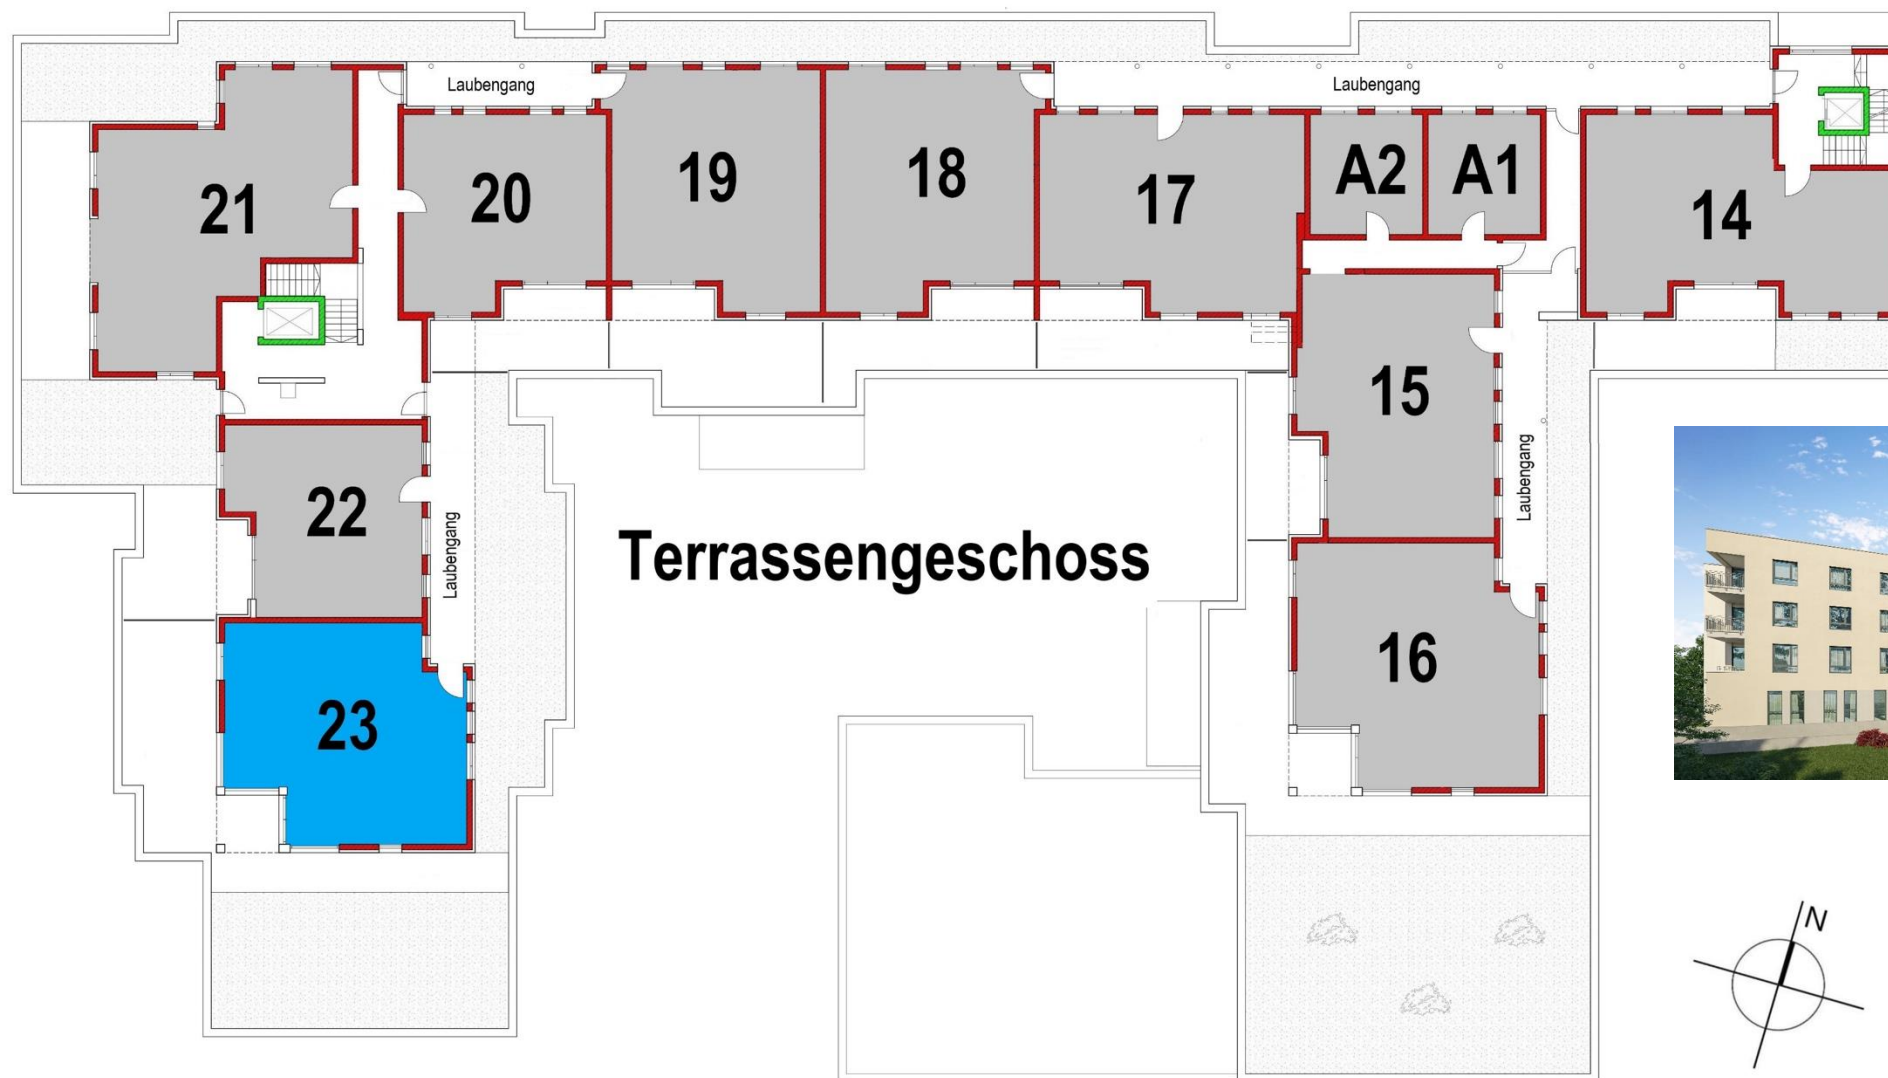 Laubengang
Laubengang
21
20
19
18
17
A2
A1
14
15
22
Laubengang
Terrassengeschoss
Laubengang
23
16
N